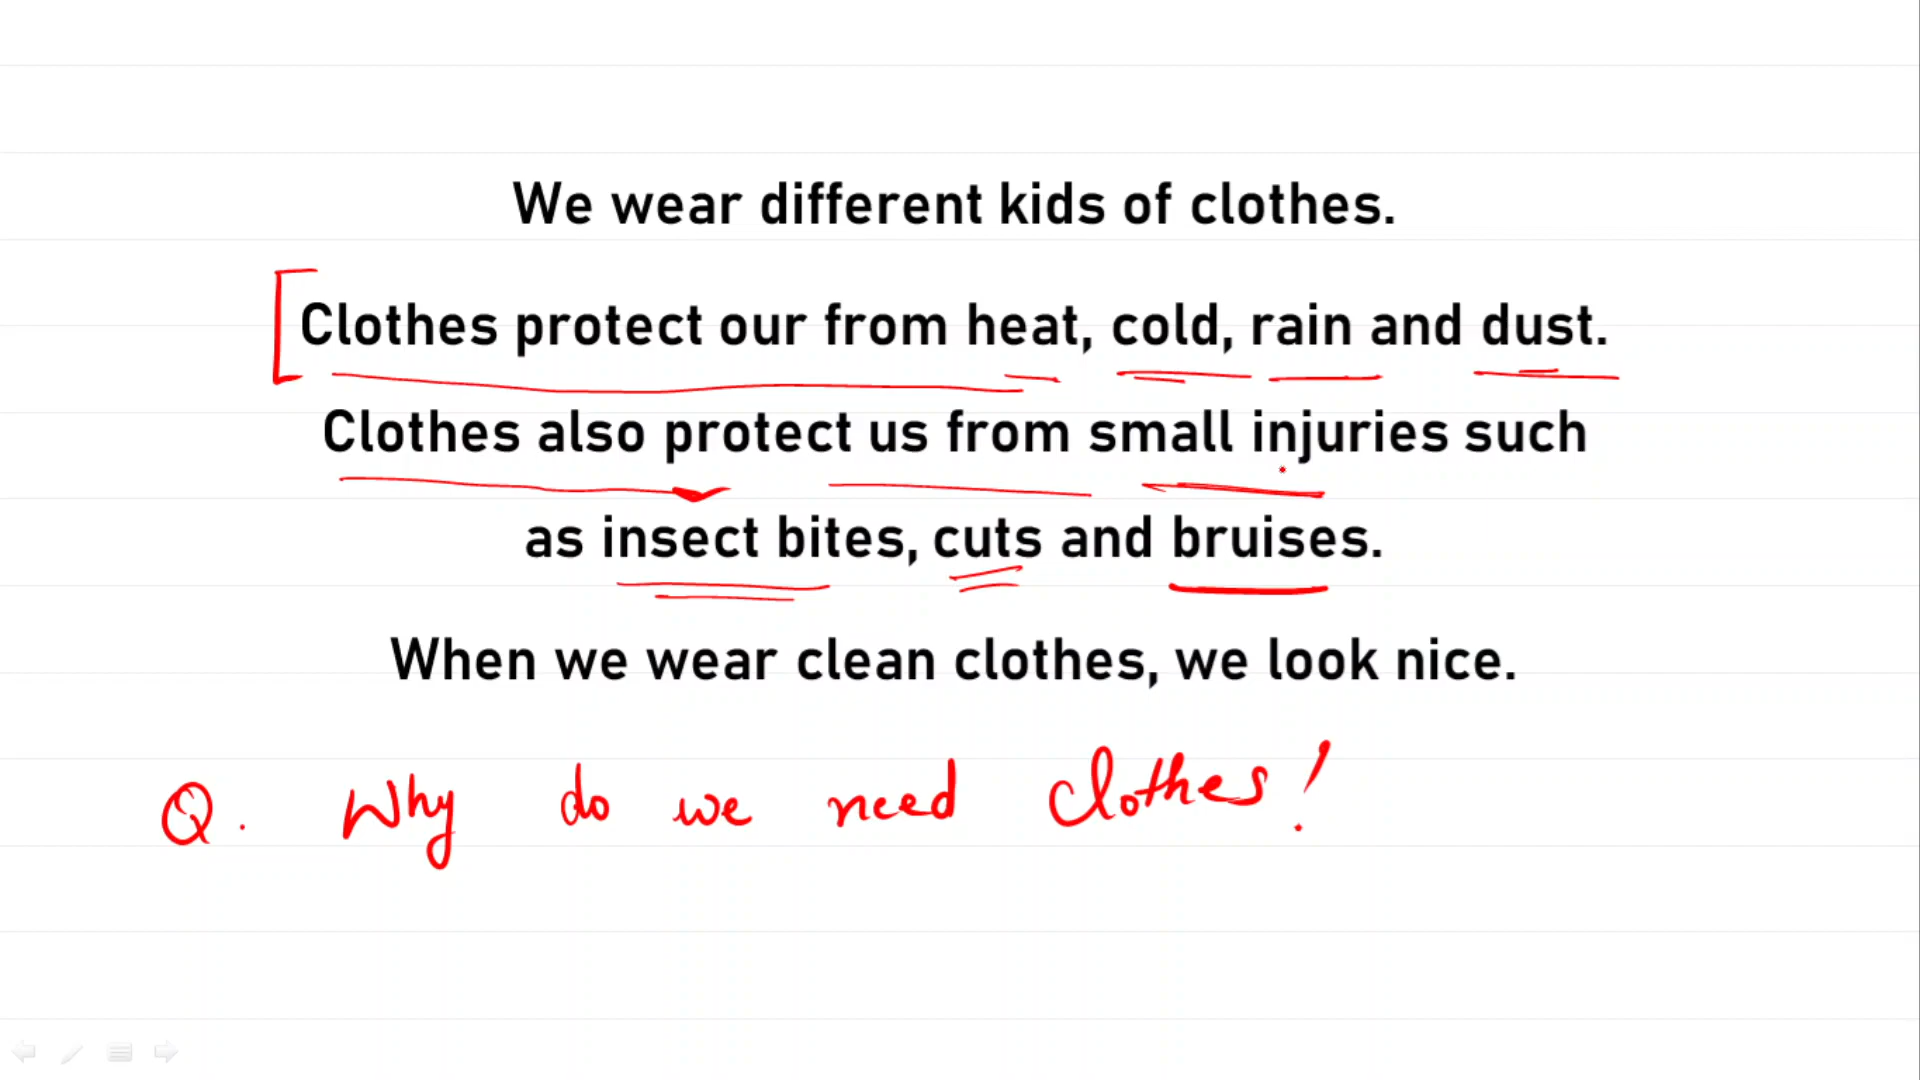 We wear different kids of clothes.
Clothes protect our from heat, cold, rain and dust.
Clothes also protect us from small injuries such
as insect bites, cuts and bruises.
When we wear clean clothes, we look nice.
Q. Why do we need clothes!